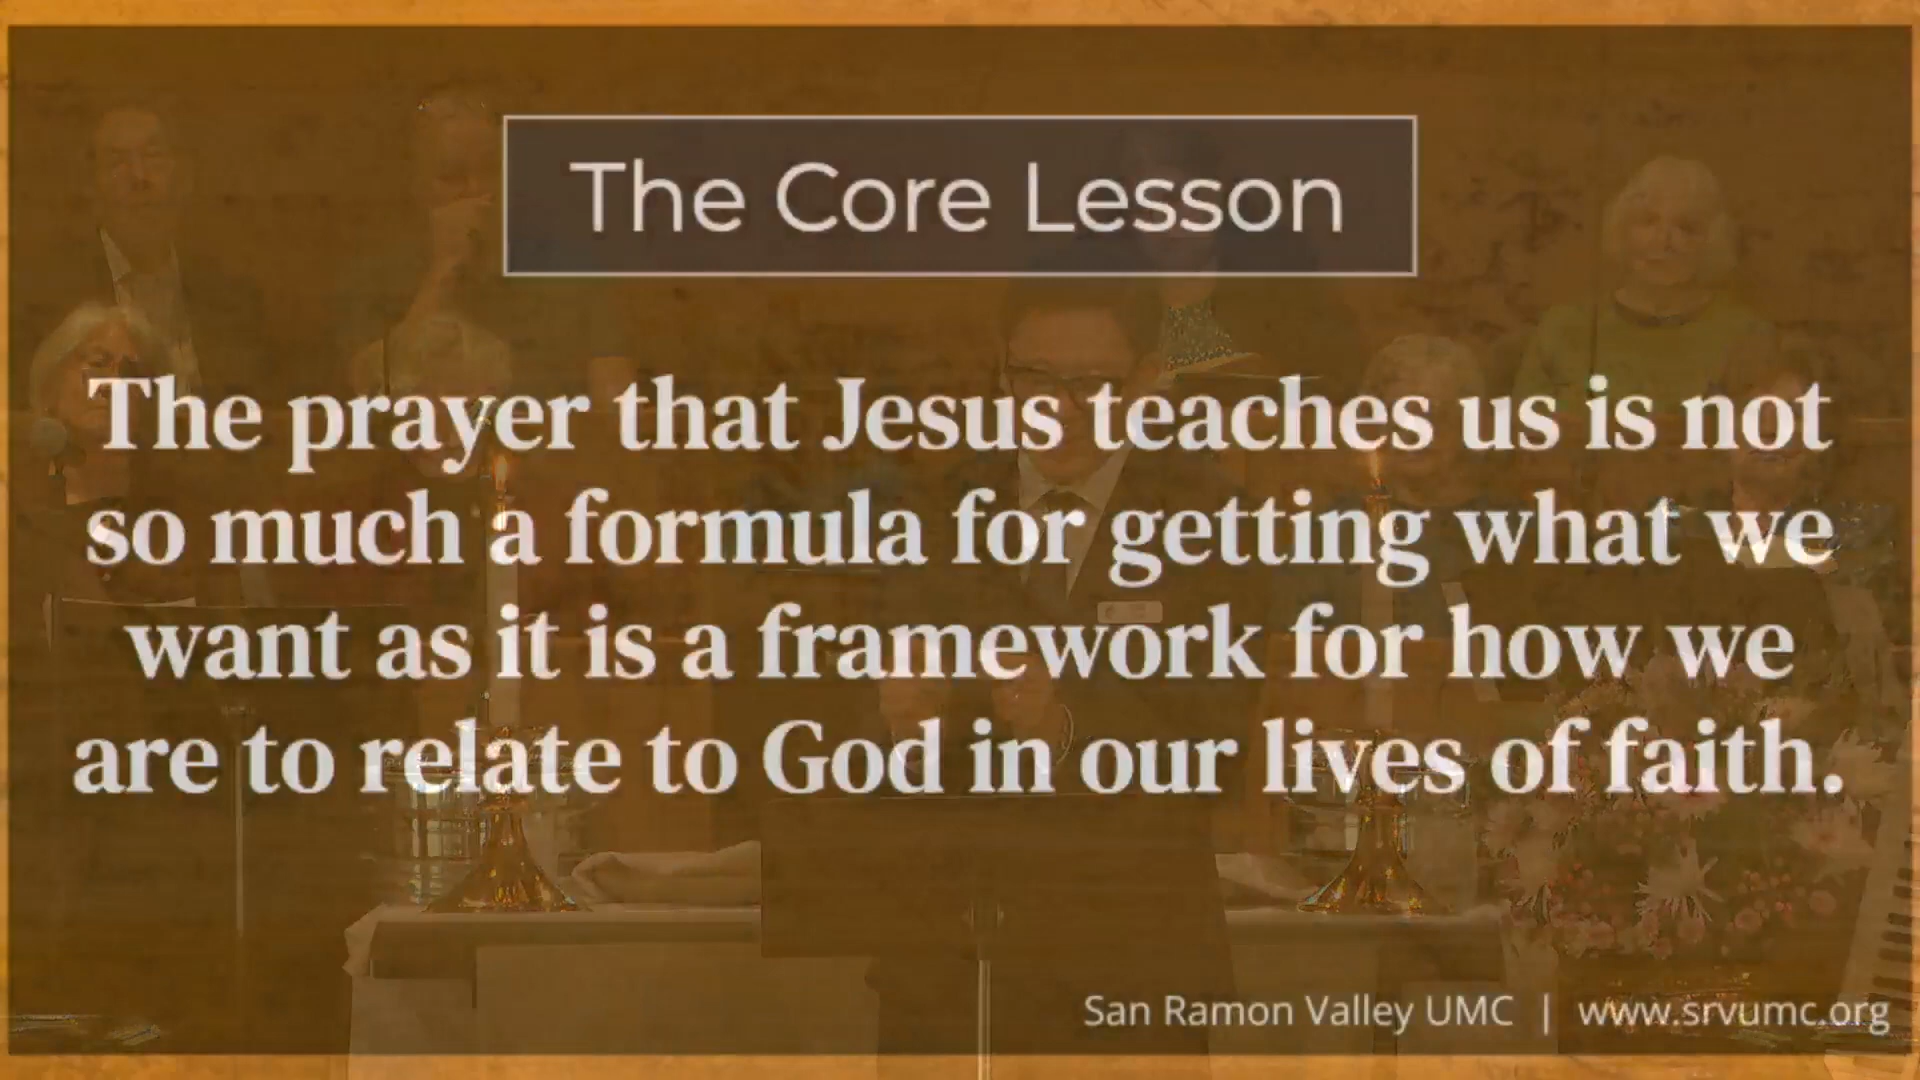 The Core Lesson
The prayer that Jesus teaches us is not
so much a formula for getting what we
want as it is a framework for how we
are to relate to God in our lives of faith.
San Ramon Valley UMC | www.srvumc.org